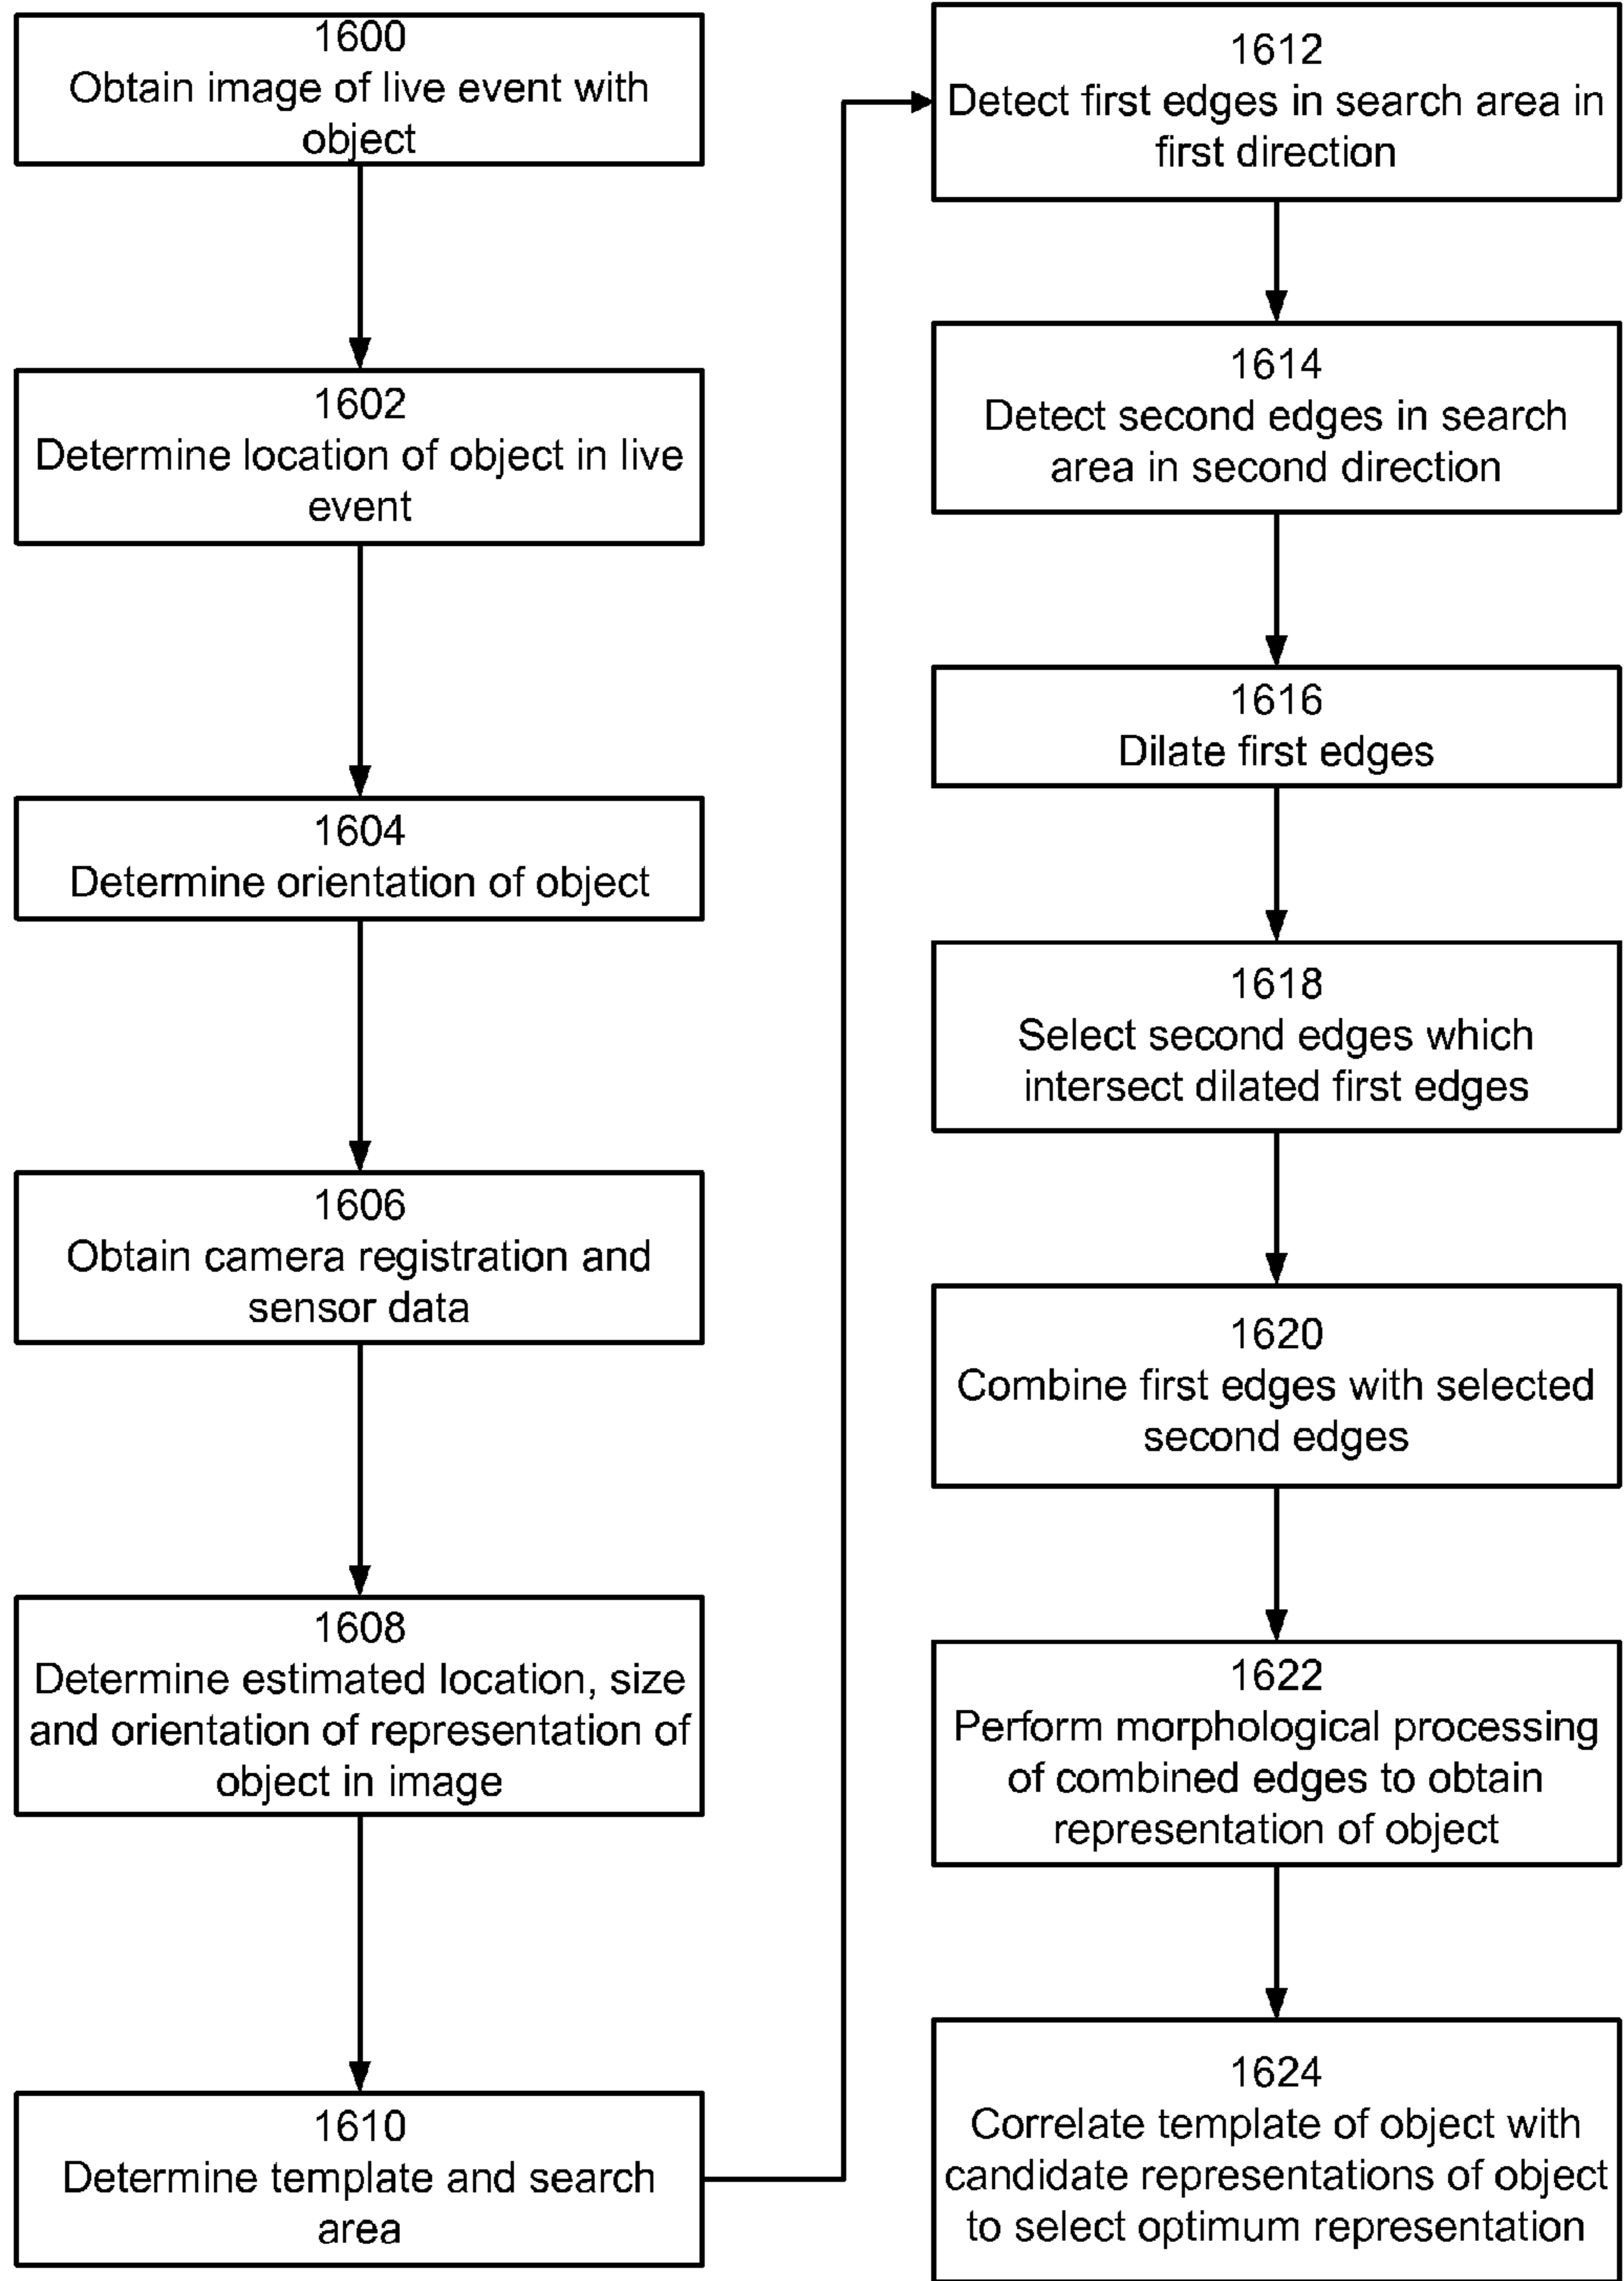 1600
Obtain image of live event with
object
1602
Determine location of object in live
event
1604
Determine orientation of object
1606
Obtain camera registration and
sensor data
1608
Determine estimated location, size
and orientation of representation of
object in image
1610
Determine template and search
area
1612
Detect first edges in search area in
first direction
1614
Detect second edges in search
area in second direction
1616
Dilate first edges
1618
Select second edges which
intersect dilated first edges
1620
Combine first edges with selected
second edges
1622
Perform morphological processing
of combined edges to obtain
representation of object
1624
Correlate template of object with
candidate representations of object
to select optimum representation